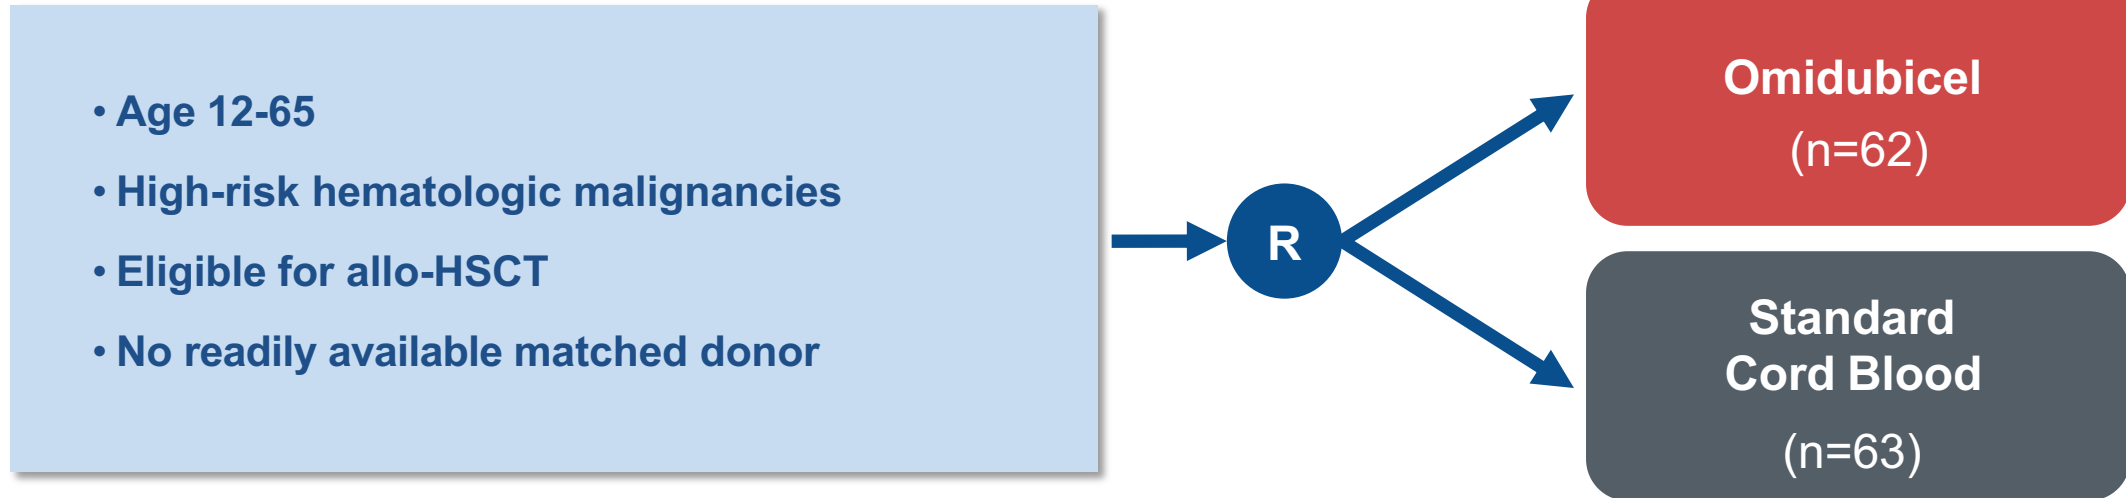 • Age 12-65
• High-risk hematologic malignancies
• Eligible for allo-HSCT
• No readily available matched donor
R
Omidubicel
(n=62)
Standard
Cord Blood
(n=63)